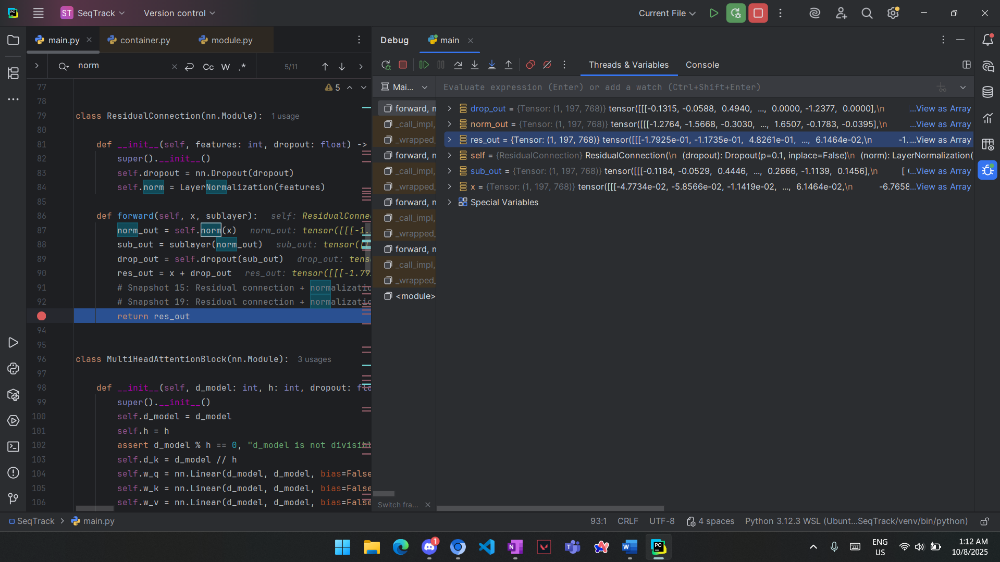 ST SeqTrack Version control Current File
main.py container.py module.py
norm Cc W .* 5/11
5
77
78
79 class ResidualConnection(nn.Module): 1 usage
80
81 def __init__(self, features: int, dropout: float) ->
82 super().__init__()
83 self.dropout = nn.Dropout(dropout)
84 self.norm = LayerNormalization(features)
85
86 def forward(self, x, sublayer): self: ResidualConne
87 norm_out = self.norm(x) norm_out: tensor([[[-1.
88 sub_out = sublayer(norm_out) sub_out: tensor([[
89 drop_out = self.dropout(sub_out) drop_out: tens
90 res_out = x + drop_out res_out: tensor([[[-1.79
91 # Snapshot 15: Residual connection + normalizatio
92 # Snapshot 19: Residual connection + normalizatio
return res_out
94
95
96 class MultiHeadAttentionBlock(nn.Module): 3 usages
97
98 def __init__(self, d_model: int, h: int, dropout: flo
99 super().__init__()
100 self.d_model = d_model
101 self.h = h
102 assert d_model % h == 0, "d_model is not divisibl
103 self.d_k = d_model // h
104 self.w_q = nn.Linear(d_model, d_model, bias=False
105 self.w_k = nn.Linear(d_model, d_model, bias=False
106 self.w_v = nn.Linear(d_model, d_model, bias=False
Debug main
Threads & Variables Console
Mai... Evaluate expression (Enter) or add a watch (Ctrl+Shift+Enter)
forward, m
_call_impl,
_wrapped_
forward, m
_call_impl,
_wrapped_
forward, m
_call_impl,
_wrapped_
forward, m
_call_impl,
_wrapped_
<module>
Switch fra...
drop_out = {Tensor: (1, 197, 768)} tensor([[[-0.1315, -0.0588, 0.4940, ..., 0.0000, -1.2377, 0.0000],\n [...View as Array
norm_out = {Tensor: (1, 197, 768)} tensor([[[-1.2764, -1.5668, -0.3030, ..., 1.6507, -0.1783, -0.0395],\n ...View as Array
res_out = {Tensor: (1, 197, 768)} tensor([[[-1.7925e-01, -1.1735e-01, 4.8261e-01, ..., 6.1464e-02,\n -1....View as Array
self = {ResidualConnection} ResidualConnection(\n (dropout): Dropout(p=0.1, inplace=False)\n (norm): LayerNormalization(
sub_out = {Tensor: (1, 197, 768)} tensor([[[-0.1184, -0.0529, 0.4446, ..., 0.2666, -1.1139, 0.1456],\n [ ...View as Array
x = {Tensor: (1, 197, 768)} tensor([[[-4.7734e-02, -5.8566e-02, -1.1419e-02, ..., 6.1464e-02,\n -6.7658...View as Array
Special Variables
SeqTrack main.py 93:1 CRLF UTF-8 4 spaces Python 3.12.3 WSL (Ubunt...SeqTrack/venv/bin/python)
1
ENG
US
1:12 AM
10/8/2025